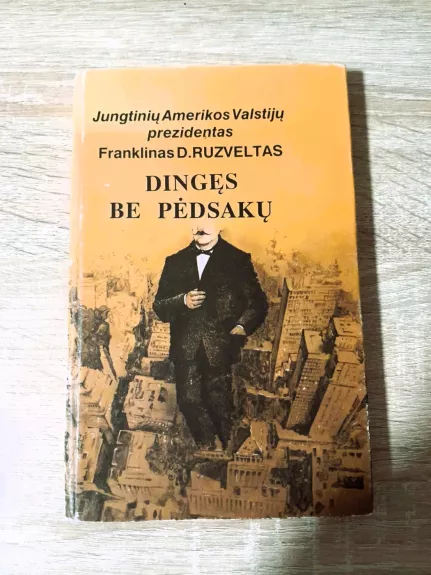 Jungtinių Amerikos Valstijų
prezidentas
Franklinas D.RUZVELTAS
DINGĘS
BE PĖDSAKŲ